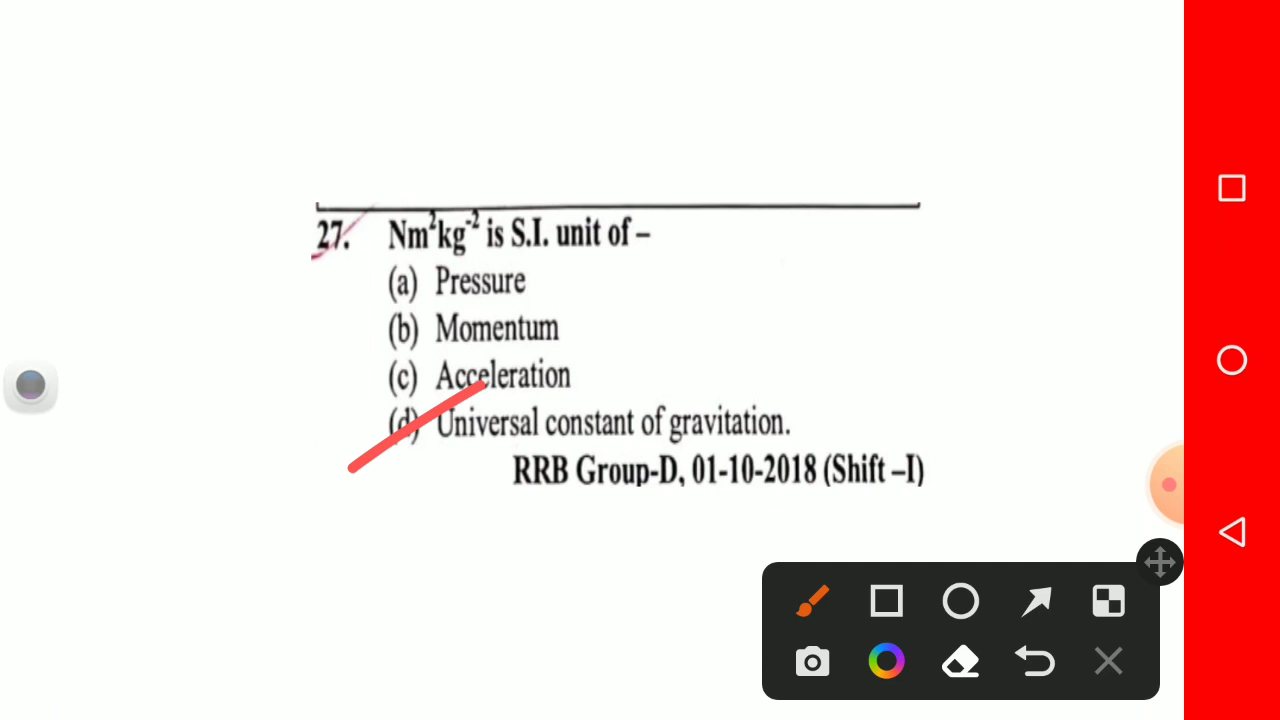 27. Nm²kg⁻² is S.I. unit of –
(a) Pressure
(b) Momentum
(c) Acceleration
(d) Universal constant of gravitation.
RRB Group-D, 01-10-2018 (Shift –I)